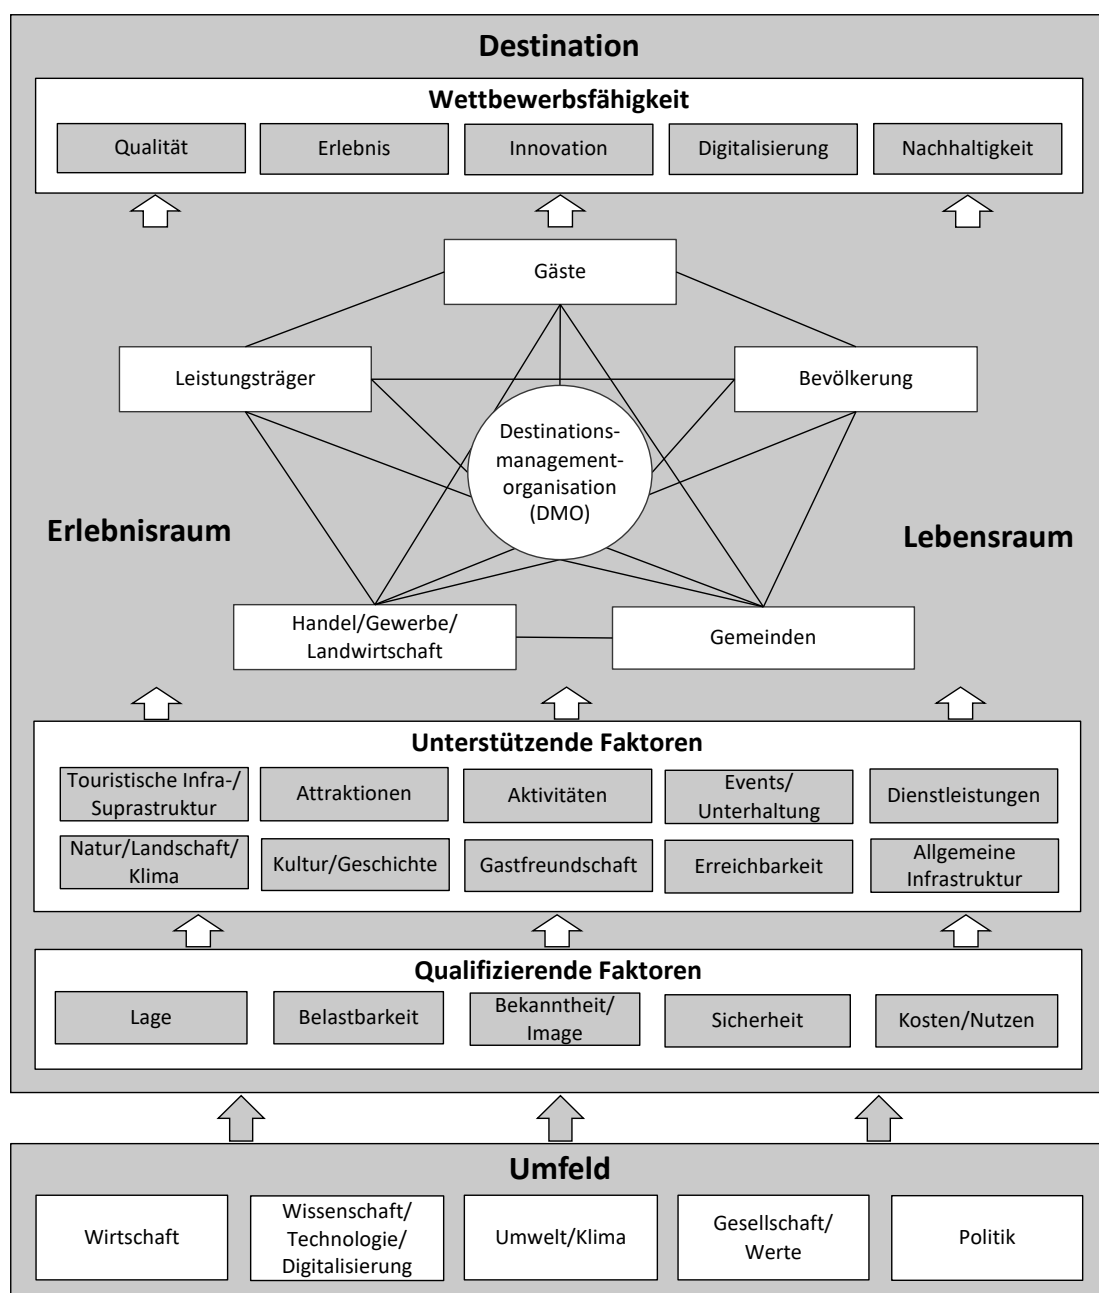 Destination
Wettbewerbsfähigkeit
Qualität
Erlebnis
Innovation
Digitalisierung
Nachhaltigkeit
Gäste
Leistungsträger
Bevölkerung
Destinations-
management-
organisation
(DMO)
Erlebnisraum
Lebensraum
Handel/Gewerbe/
Landwirtschaft
Gemeinden
Unterstützende Faktoren
Touristische Infra-/
Suprastruktur
Attraktionen
Aktivitäten
Events/
Unterhaltung
Dienstleistungen
Natur/Landschaft/
Klima
Kultur/Geschichte
Gastfreundschaft
Erreichbarkeit
Allgemeine
Infrastruktur
Qualifizierende Faktoren
Lage
Belastbarkeit
Bekanntheit/
Image
Sicherheit
Kosten/Nutzen
Umfeld
Wirtschaft
Wissenschaft/
Technologie/
Digitalisierung
Umwelt/Klima
Gesellschaft/
Werte
Politik